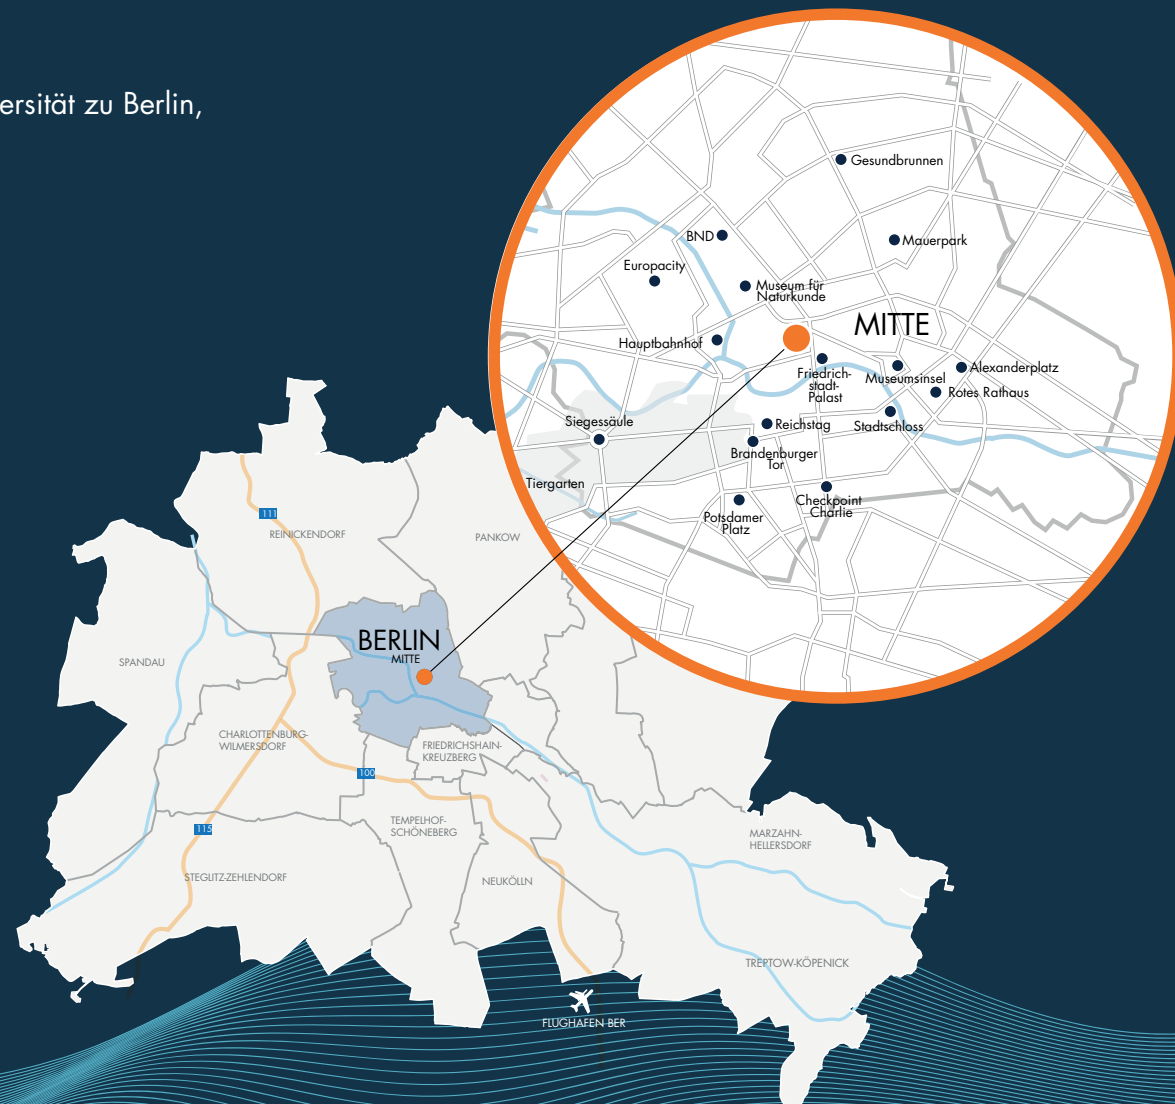 ersität zu Berlin,
Gesundbrunnen
BND
Mauerpark
Europacity
Museum für
Naturkunde
MITTE
Hauptbahnhof
Friedrich-
stadt-
Palast
Museumsinsel
Alexanderplatz
Rotes Rathaus
Siegessäule
Reichstag
Stadtschloss
Brandenburger
Tor
Tiergarten
Checkpoint
Charlie
Potsdamer
Platz
111
REINICKENDORF
PANKOW
BERLIN
MITTE
SPANDAU
CHARLOTTENBURG-
WILMERSDORF
FRIEDRICHSHAIN-
KREUZBERG
100
115
TEMPELHOF-
SCHÖNEBERG
MARZAHN-
HELLERSDORF
STEGLITZ-ZEHLENDORF
NEUKÖLLN
TREPTOW-KÖPENICK
FLUGHAFEN BER